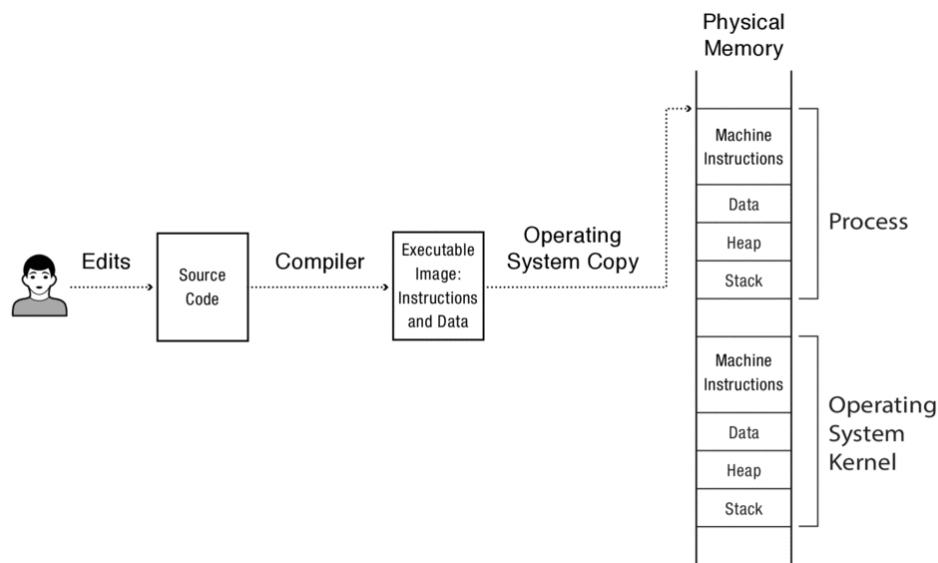 Physical
Memory
Edits
Source
Code
Compiler
Executable
Image:
Instructions
and Data
Operating
System Copy
Machine
Instructions
Data
Heap
Stack
Process
Machine
Instructions
Data
Heap
Stack
Operating
System
Kernel